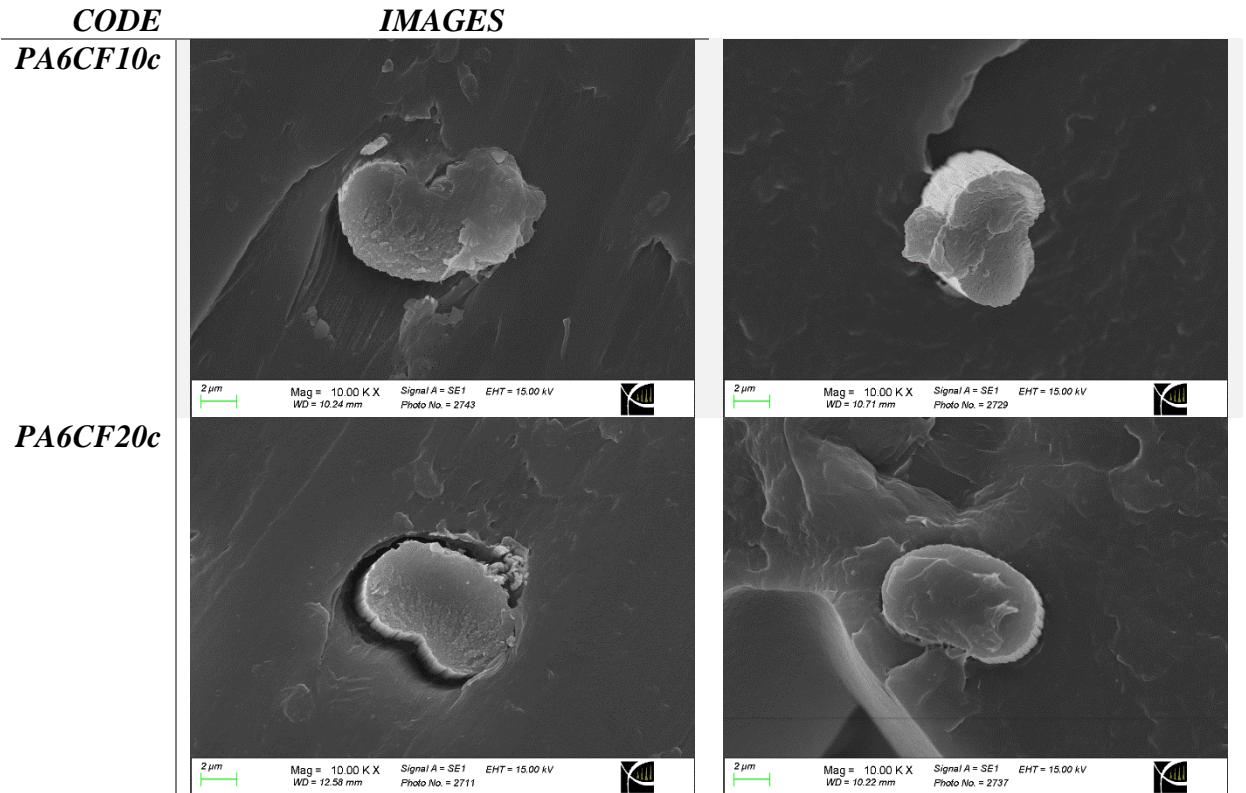 CODE IMAGES
PA6CF10c
2 μm Mag = 10.00 K X Signal A = SE1 EHT = 15.00 kV
WD = 10.24 mm Photo No. = 2743
2 μm Mag = 10.00 K X Signal A = SE1 EHT = 15.00 kV
WD = 10.71 mm Photo No. = 2729
PA6CF20c
2 μm Mag = 10.00 K X Signal A = SE1 EHT = 15.00 kV
WD = 12.58 mm Photo No. = 2711
2 μm Mag = 10.00 K X Signal A = SE1 EHT = 15.00 kV
WD = 10.22 mm Photo No. = 2737